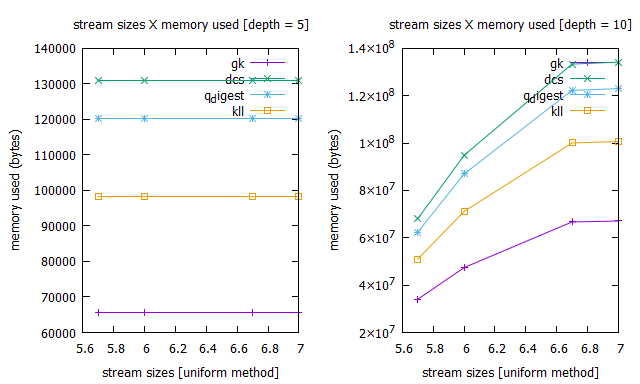 stream sizes X memory used [depth = 5]
140000
130000
120000
110000
100000
90000
80000
70000
60000
5.6 5.8 6 6.2 6.4 6.6 6.8 7
memory used (bytes)
stream sizes [uniform method]
gk
dcs
q_digest
kll
stream sizes X memory used [depth = 10]
1.4×10⁸
1.2×10⁸
1×10⁸
8×10⁷
6×10⁷
4×10⁷
2×10⁷
5.6 5.8 6 6.2 6.4 6.6 6.8 7
memory used (bytes)
stream sizes [uniform method]
gk
dcs
q_digest
kll